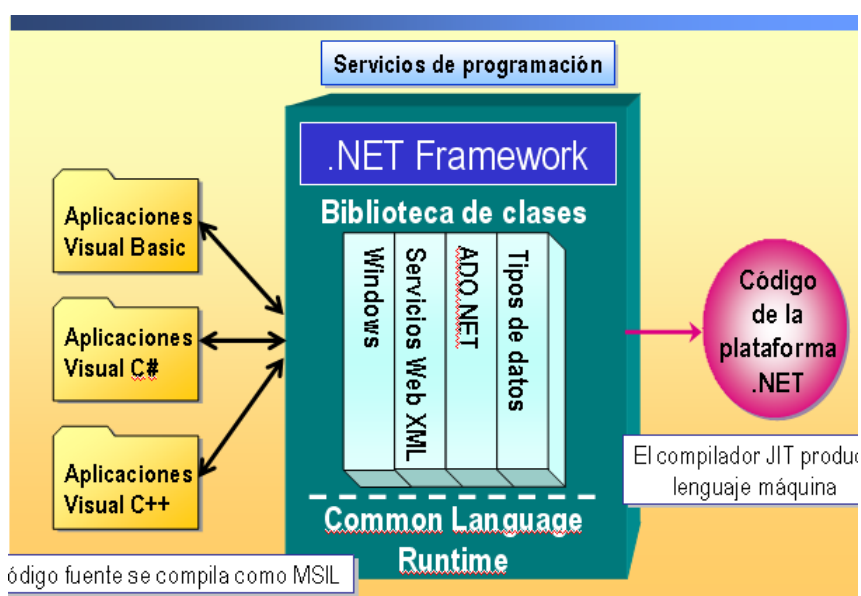 Servicios de programación
.NET Framework
Biblioteca de clases
Windows
Servicios Web XML
ADO.NET
Tipos de datos
Common Language
Runtime
Aplicaciones
Visual Basic
Aplicaciones
Visual C#
Aplicaciones
Visual C++
ódigo fuente se compila como MSIL
Código
de la
plataforma
.NET
El compilador JIT produc
lenguaje máquina